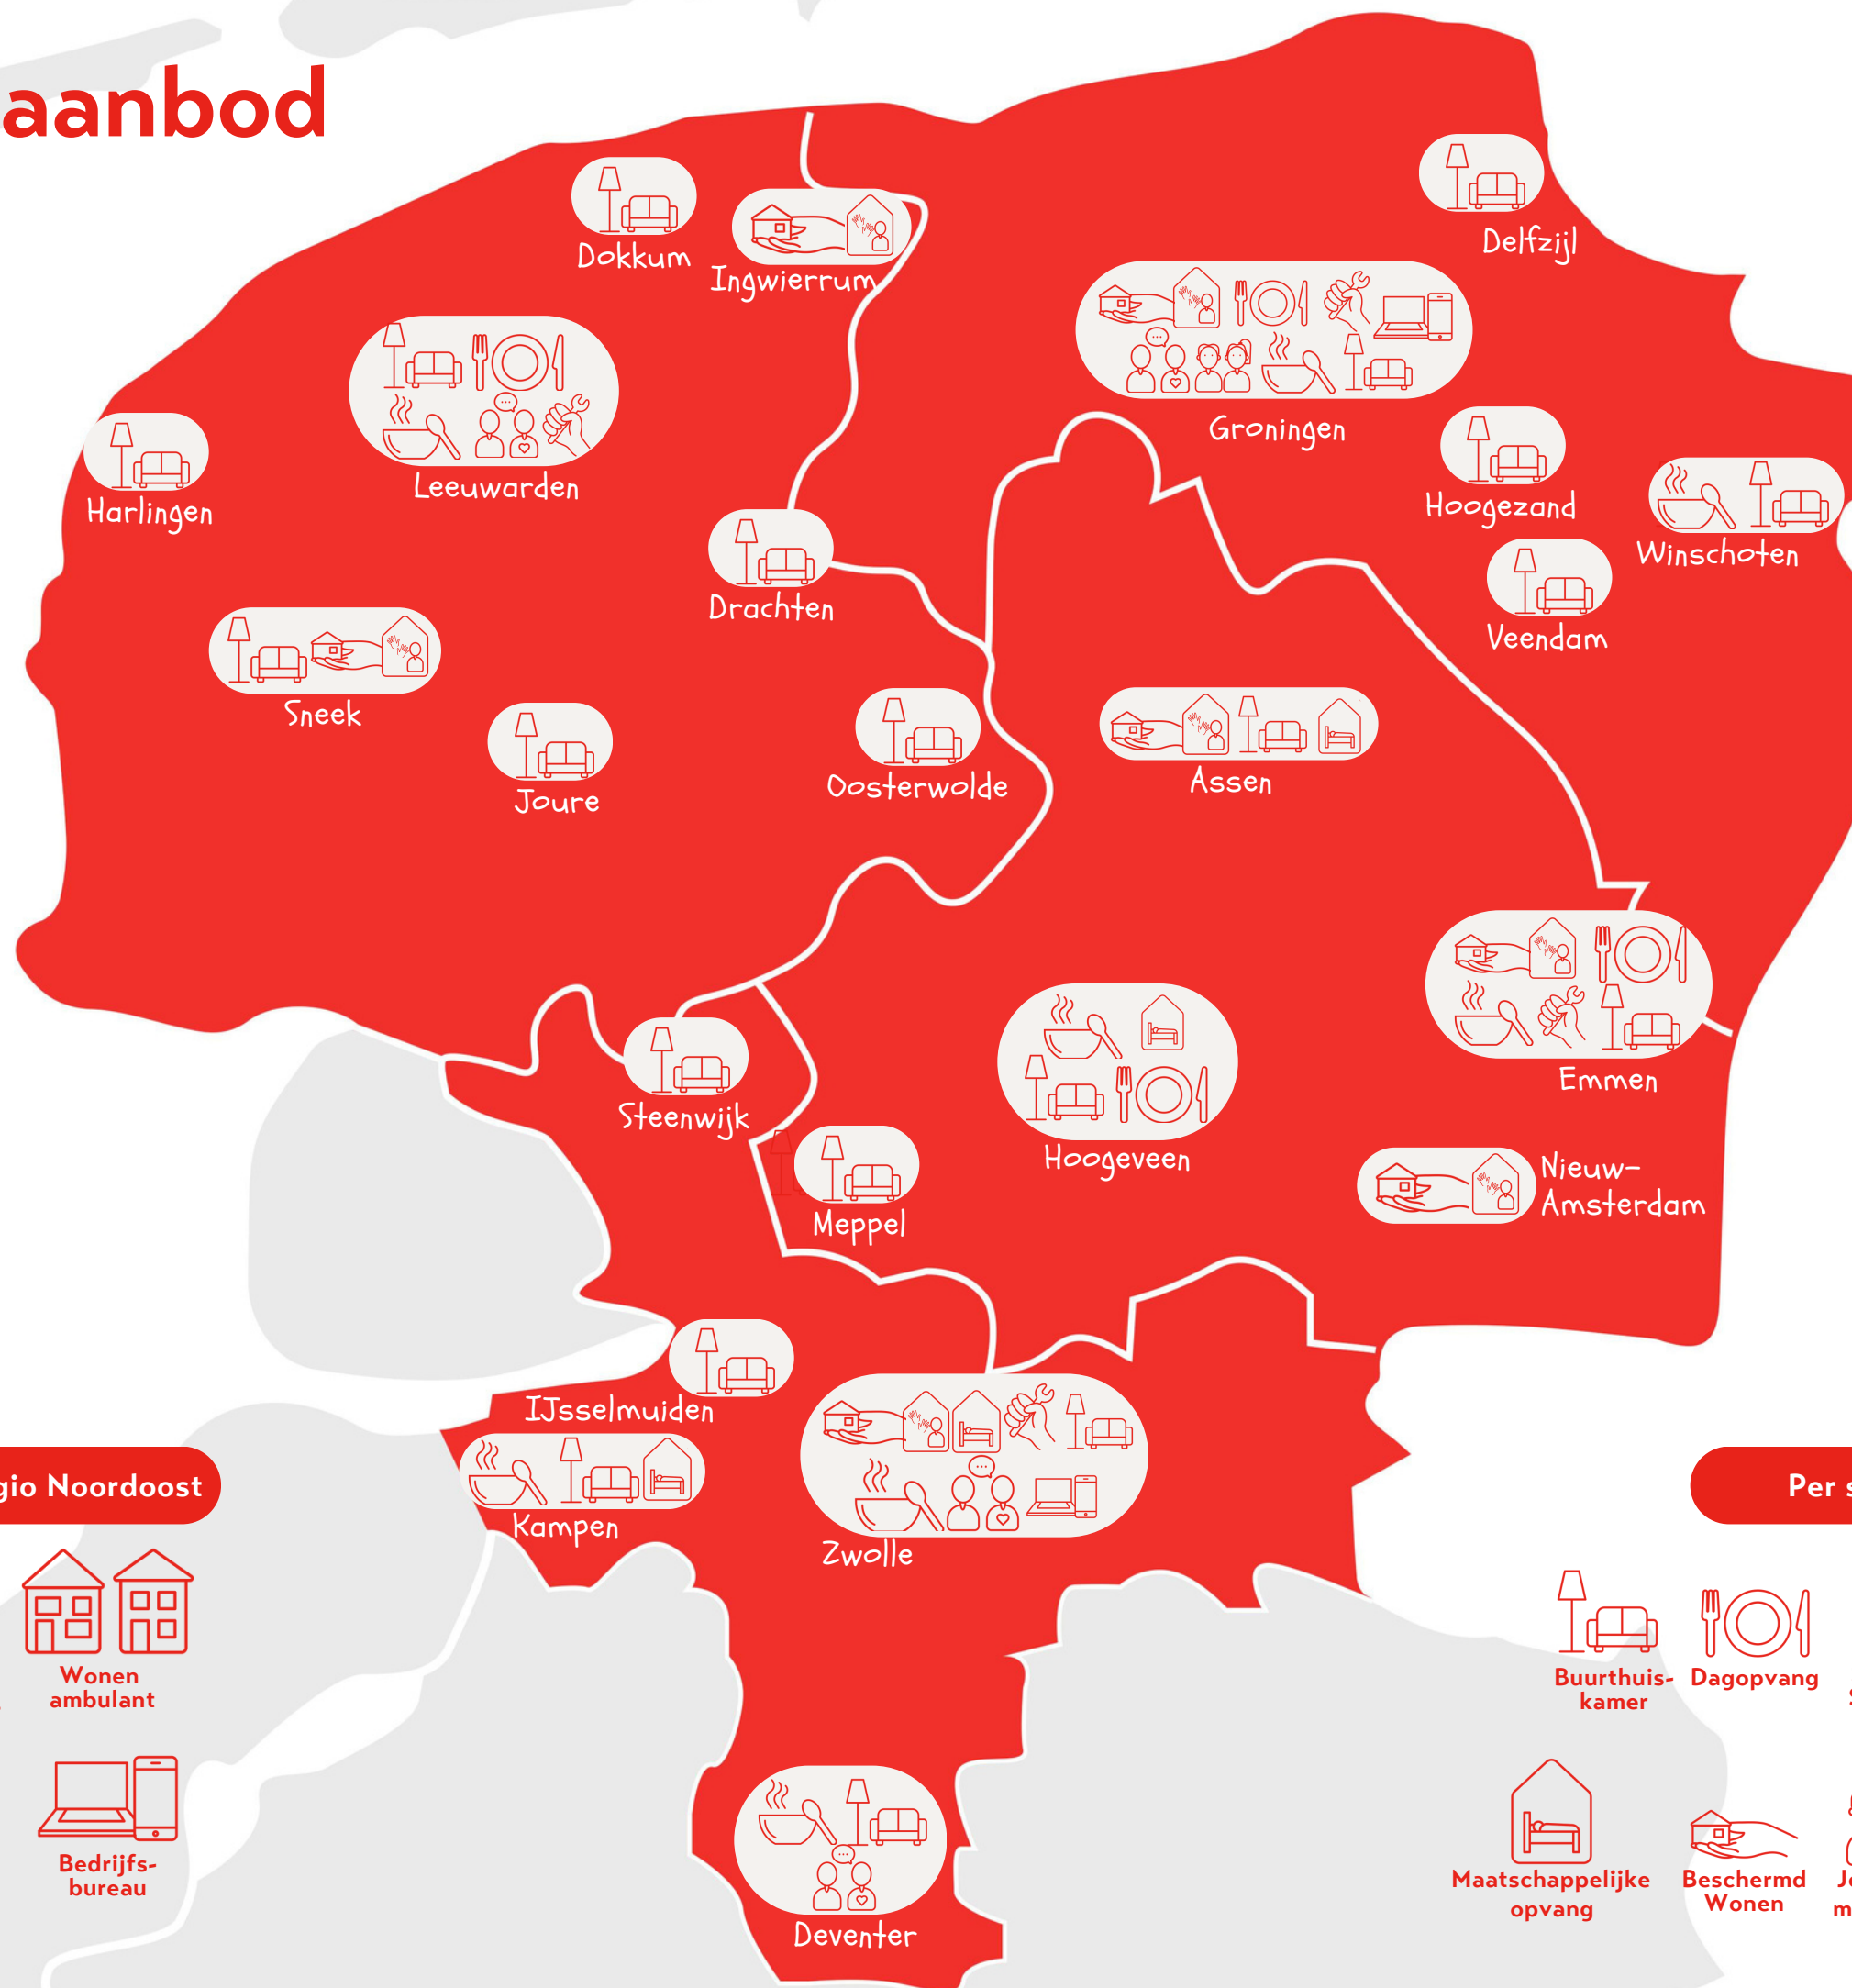 aanbod
Dokkum
Ingwierrum
Delfzijl
Groningen
Leeuwarden
Harlingen
Hoogezand
Winschoten
Drachten
Veendam
Sneek
Joure
Oosterwolde
Assen
Emmen
Steenwijk
Hoogeveen
Nieuw-
Amsterdam
Meppel
IJsselmuiden
Kampen
Zwolle
Deventer
gio Noordoost
Wonen
ambulant
Bedrijfs-
bureau
Per s
Buurthuis-
kamer
Dagopvang
Maatschappelijke
opvang
Beschermd
Wonen